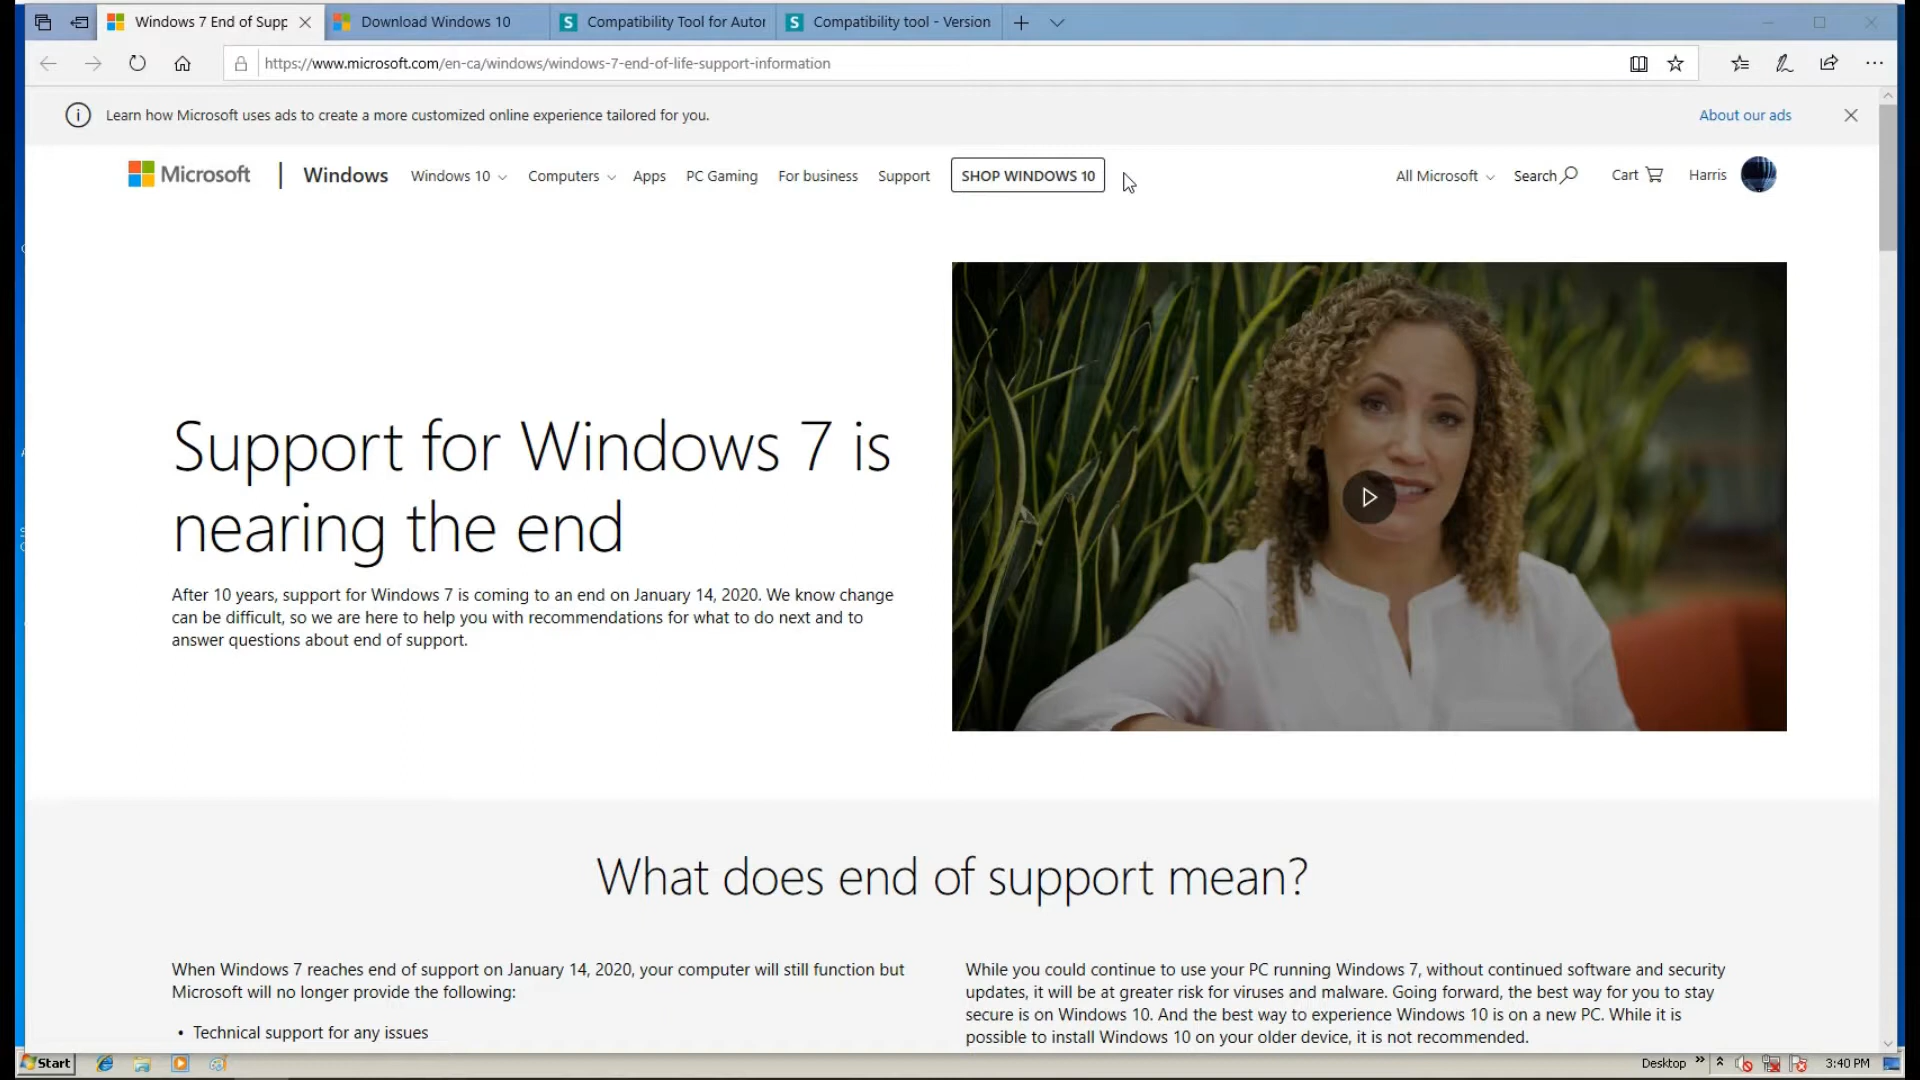 Windows 7 End of Supp
Download Windows 10
S Compatibility Tool for Autor
S Compatibility tool - Version
https://www.microsoft.com/en-ca/windows/windows-7-end-of-life-support-information
Learn how Microsoft uses ads to create a more customized online experience tailored for you.
About our ads
Microsoft
Windows
Windows 10
Computers
Apps
PC Gaming
For business
Support
SHOP WINDOWS 10
All Microsoft
Search
Cart
Harris
Support for Windows 7 is
nearing the end
After 10 years, support for Windows 7 is coming to an end on January 14, 2020. We know change
can be difficult, so we are here to help you with recommendations for what to do next and to
answer questions about end of support.
What does end of support mean?
When Windows 7 reaches end of support on January 14, 2020, your computer will still function but
Microsoft will no longer provide the following:
• Technical support for any issues
While you could continue to use your PC running Windows 7, without continued software and security
updates, it will be at greater risk for viruses and malware. Going forward, the best way for you to stay
secure is on Windows 10. And the best way to experience Windows 10 is on a new PC. While it is
possible to install Windows 10 on your older device, it is not recommended.
Start
Desktop
3:40 PM